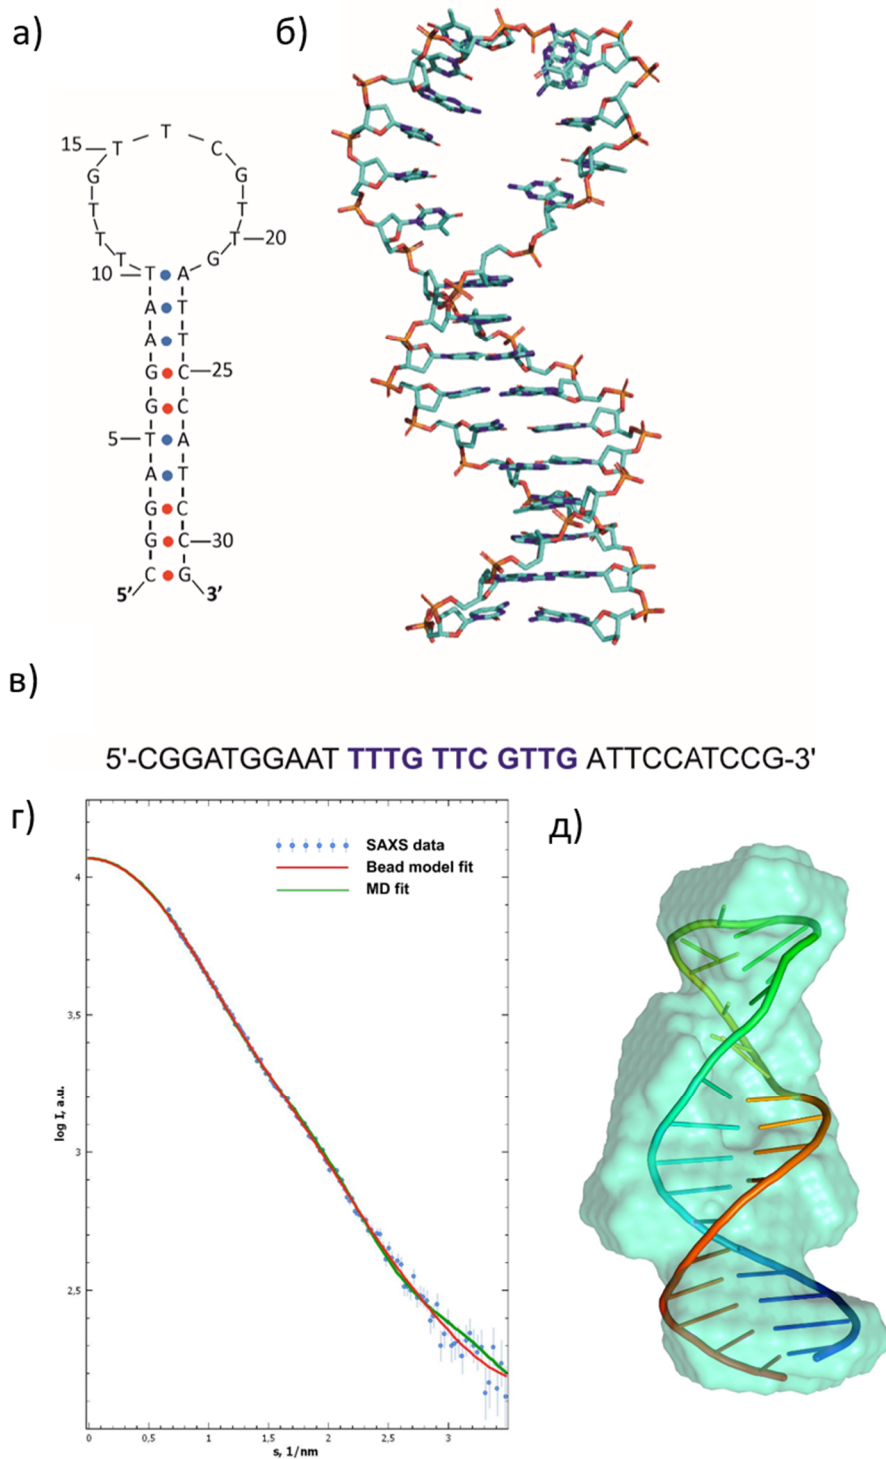 а)
б)
15 T T C
G G
T T
T T 20
T G
10 T A
A T
A T
G C 25
G C
5 T A
A T
G C
G C 30
C G
5' 3'
в)
5'-CGGATGGAAT TTTG TTC GTTG ATTCCATCCG-3'
г)
SAXS data
Bead model fit
MD fit
4
3,5
3
2,5
log I, a.u.
0 0,5 1 1,5 2 2,5 3
s, 1/nm
д)